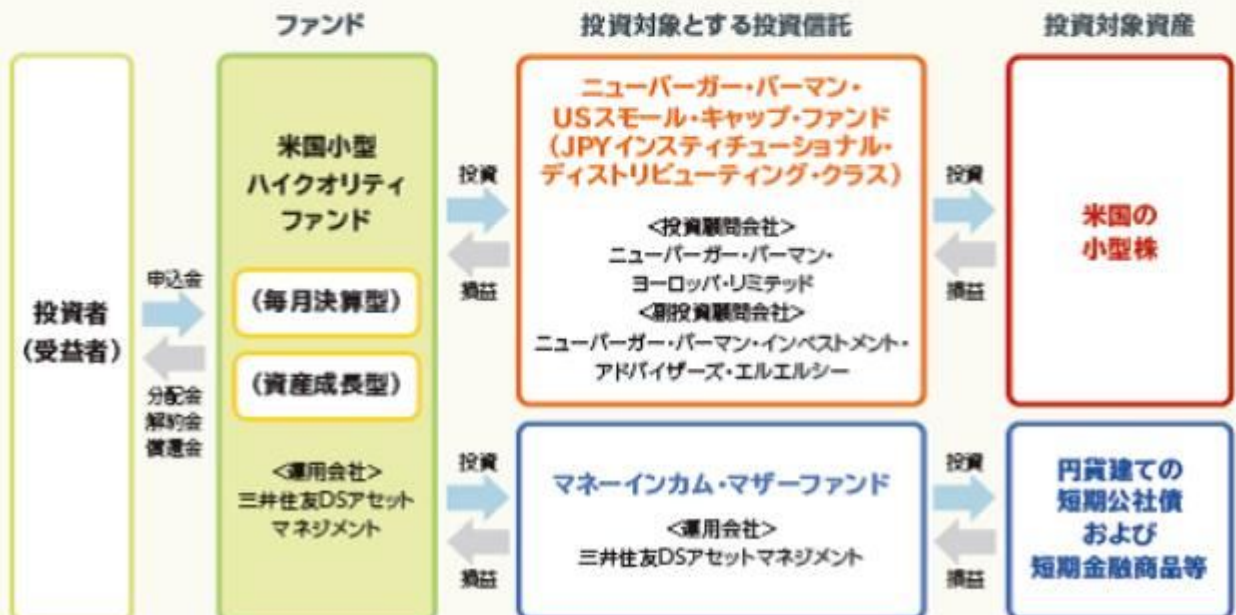 ファンド
投資対象とする投資信託
投資対象資産
投資者
(受益者)
申込金
分配金
解約金
償還金
米国小型
ハイクオリティ
ファンド
(毎月決算型)
(資産成長型)
<運用会社>
三井住友DSアセット
マネジメント
投資
損益
ニューバーガー・バーマン・
USスモール・キャップ・ファンド
(JPYインスティチューショナル・
ディストリビューティング・クラス)
<投資顧問会社>
ニューバーガー・バーマン・
ヨーロッパ・リミテッド
<副投資顧問会社>
ニューバーガー・バーマン・インベストメント・
アドバイザーズ・エルエルシー
投資
損益
米国の
小型株
投資
損益
マネーインカム・マザーファンド
<運用会社>
三井住友DSアセットマネジメント
投資
損益
円貨建ての
短期公社債
および
短期金融商品等